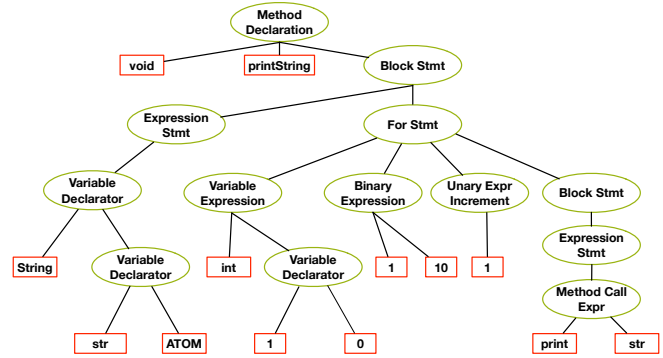 Method
Declaration
void
printString
Block Stmt
Expression
Stmt
For Stmt
Variable
Declarator
Variable
Expression
Binary
Expression
Unary Expr
Increment
Block Stmt
String
Variable
Declarator
int
Variable
Declarator
1
10
1
Expression
Stmt
Method Call
Expr
str
ATOM
1
0
print
str